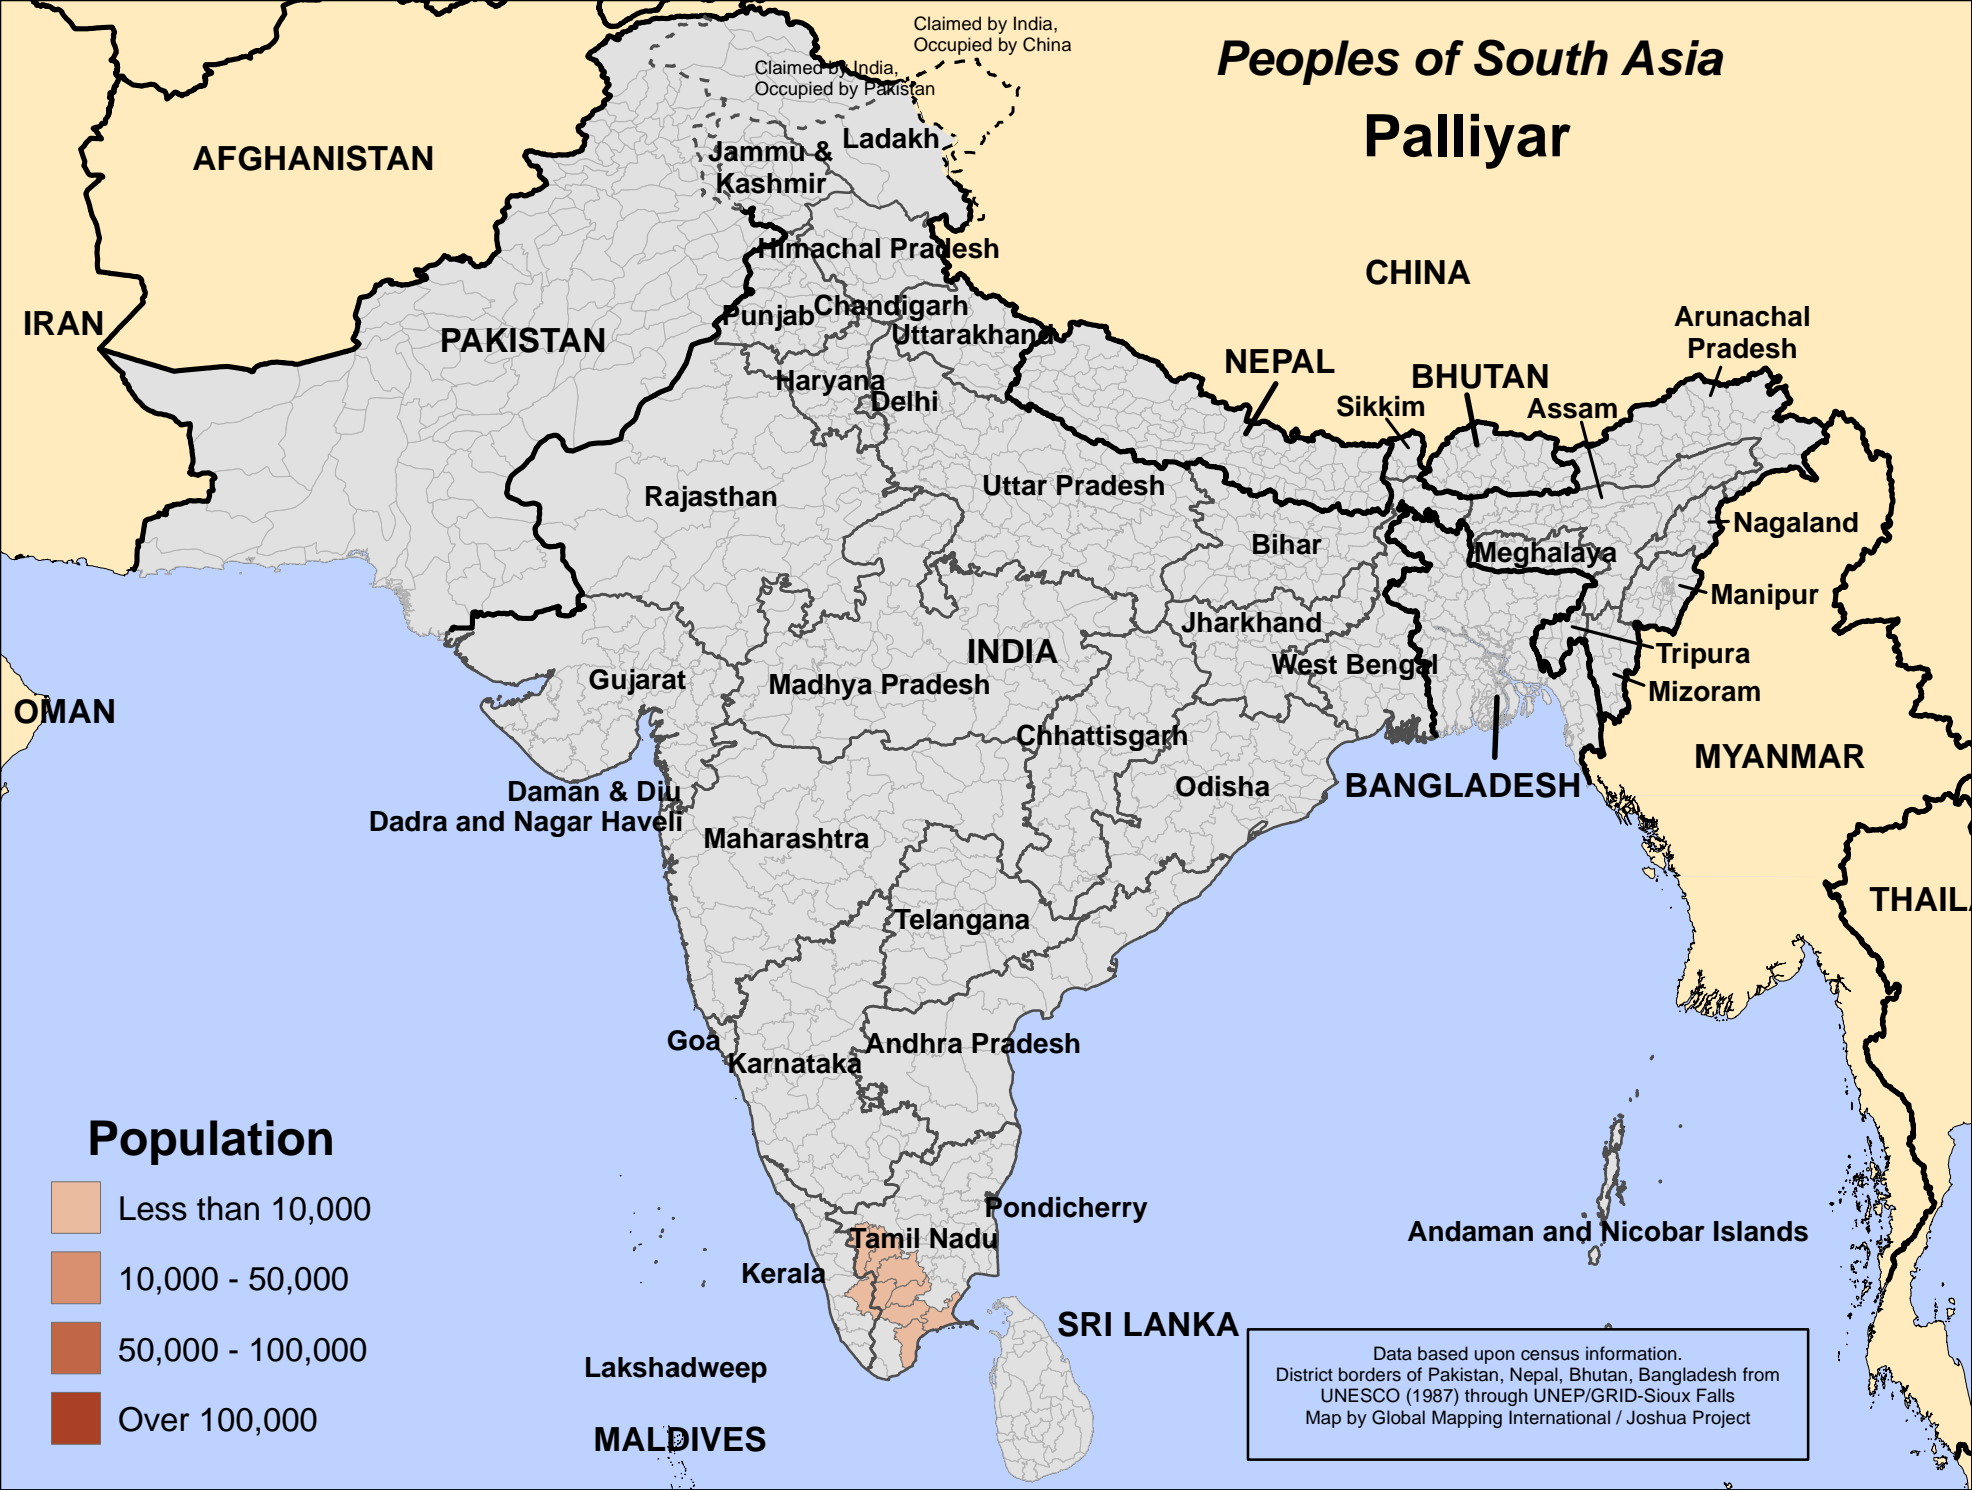 Claimed by India,
Occupied by China
Peoples of South Asia
Palliyar
Claimed by India,
Occupied by Pakistan
AFGHANISTAN
Jammu &
Kashmir
Ladakh
Himachal Pradesh
CHINA
IRAN
PAKISTAN
Punjab
Chandigarh
Uttarakhand
Arunachal
Pradesh
NEPAL
BHUTAN
Haryana
Delhi
Sikkim
Assam
Rajasthan
Uttar Pradesh
Bihar
Nagaland
Meghalaya
Manipur
Jharkhand
INDIA
West Bengal
Tripura
Gujarat
Madhya Pradesh
Mizoram
OMAN
Chhattisgarh
MYANMAR
Odisha
BANGLADESH
Daman & Diu
Dadra and Nagar Haveli
Maharashtra
Telangana
THAIL
Goa
Karnataka
Andhra Pradesh
Population
Less than 10,000
10,000 - 50,000
50,000 - 100,000
Over 100,000
Pondicherry
Tamil Nadu
Kerala
Andaman and Nicobar Islands
SRI LANKA
Lakshadweep
MALDIVES
Data based upon census information.
District borders of Pakistan, Nepal, Bhutan, Bangladesh from
UNESCO (1987) through UNEP/GRID-Sioux Falls
Map by Global Mapping International / Joshua Project